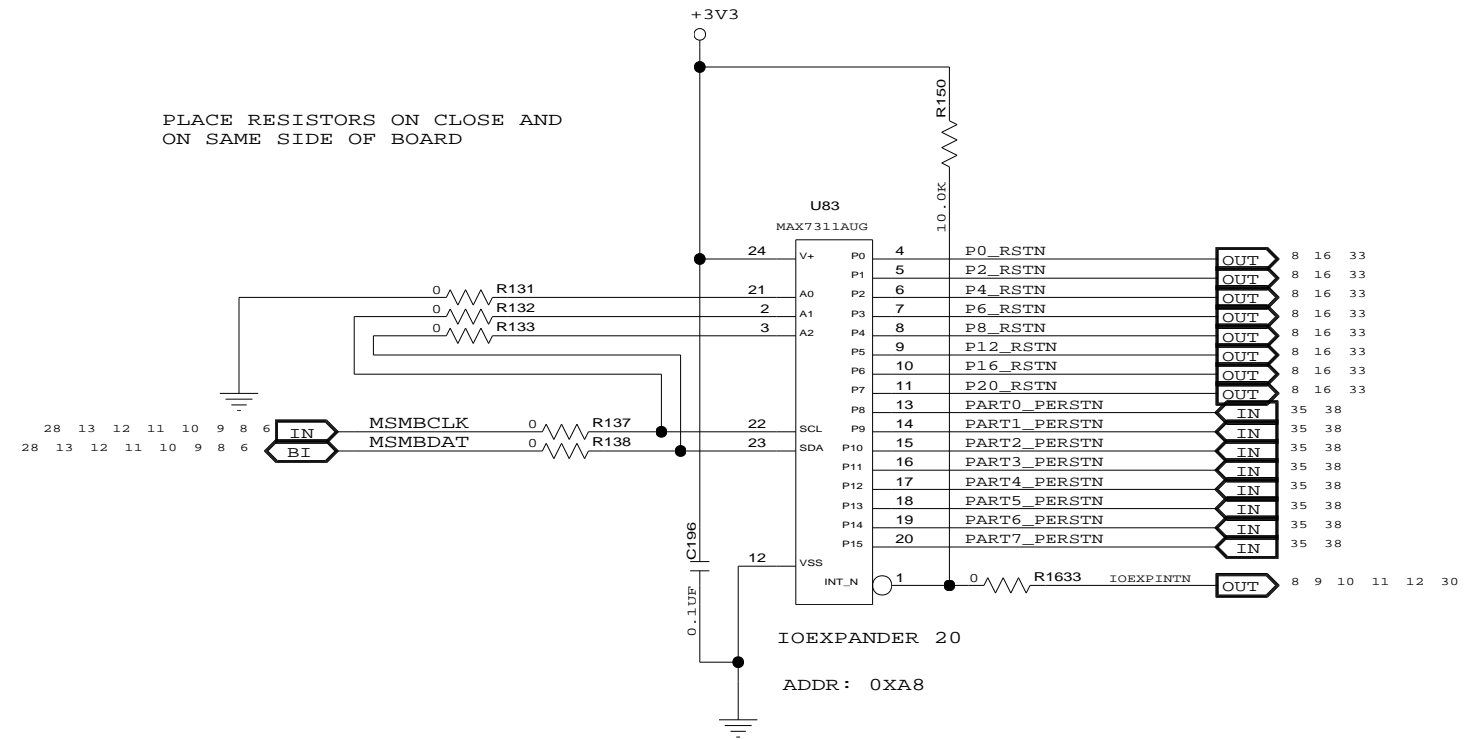 +3V3
PLACE RESISTORS ON CLOSE AND
ON SAME SIDE OF BOARD
R150
10.0K
U83
MAX7311AUG
24 V+ P0 4 P0_RSTN OUT 8 16 33
P1 5 P2_RSTN OUT 8 16 33
0 R131 21 A0 P2 6 P4_RSTN OUT 8 16 33
0 R132 2 A1 P3 7 P6_RSTN OUT 8 16 33
0 R133 3 A2 P4 8 P8_RSTN OUT 8 16 33
P5 9 P12_RSTN OUT 8 16 33
P6 10 P16_RSTN OUT 8 16 33
P7 11 P20_RSTN OUT 8 16 33
P8 13 PART0_PERSTN IN 35 38
28 13 12 11 10 9 8 6 IN MSMBCLK 0 R137 22 SCL P9 14 PART1_PERSTN IN 35 38
28 13 12 11 10 9 8 6 BI MSMBDAT 0 R138 23 SDA P10 15 PART2_PERSTN IN 35 38
P11 16 PART3_PERSTN IN 35 38
P12 17 PART4_PERSTN IN 35 38
P13 18 PART5_PERSTN IN 35 38
P14 19 PART6_PERSTN IN 35 38
P15 20 PART7_PERSTN IN 35 38
C196
0.1UF
12 VSS
INT_N 1 0 R1633 IOEXPINTN OUT 8 9 10 11 12 30
IOEXPANDER 20
ADDR: 0XA8